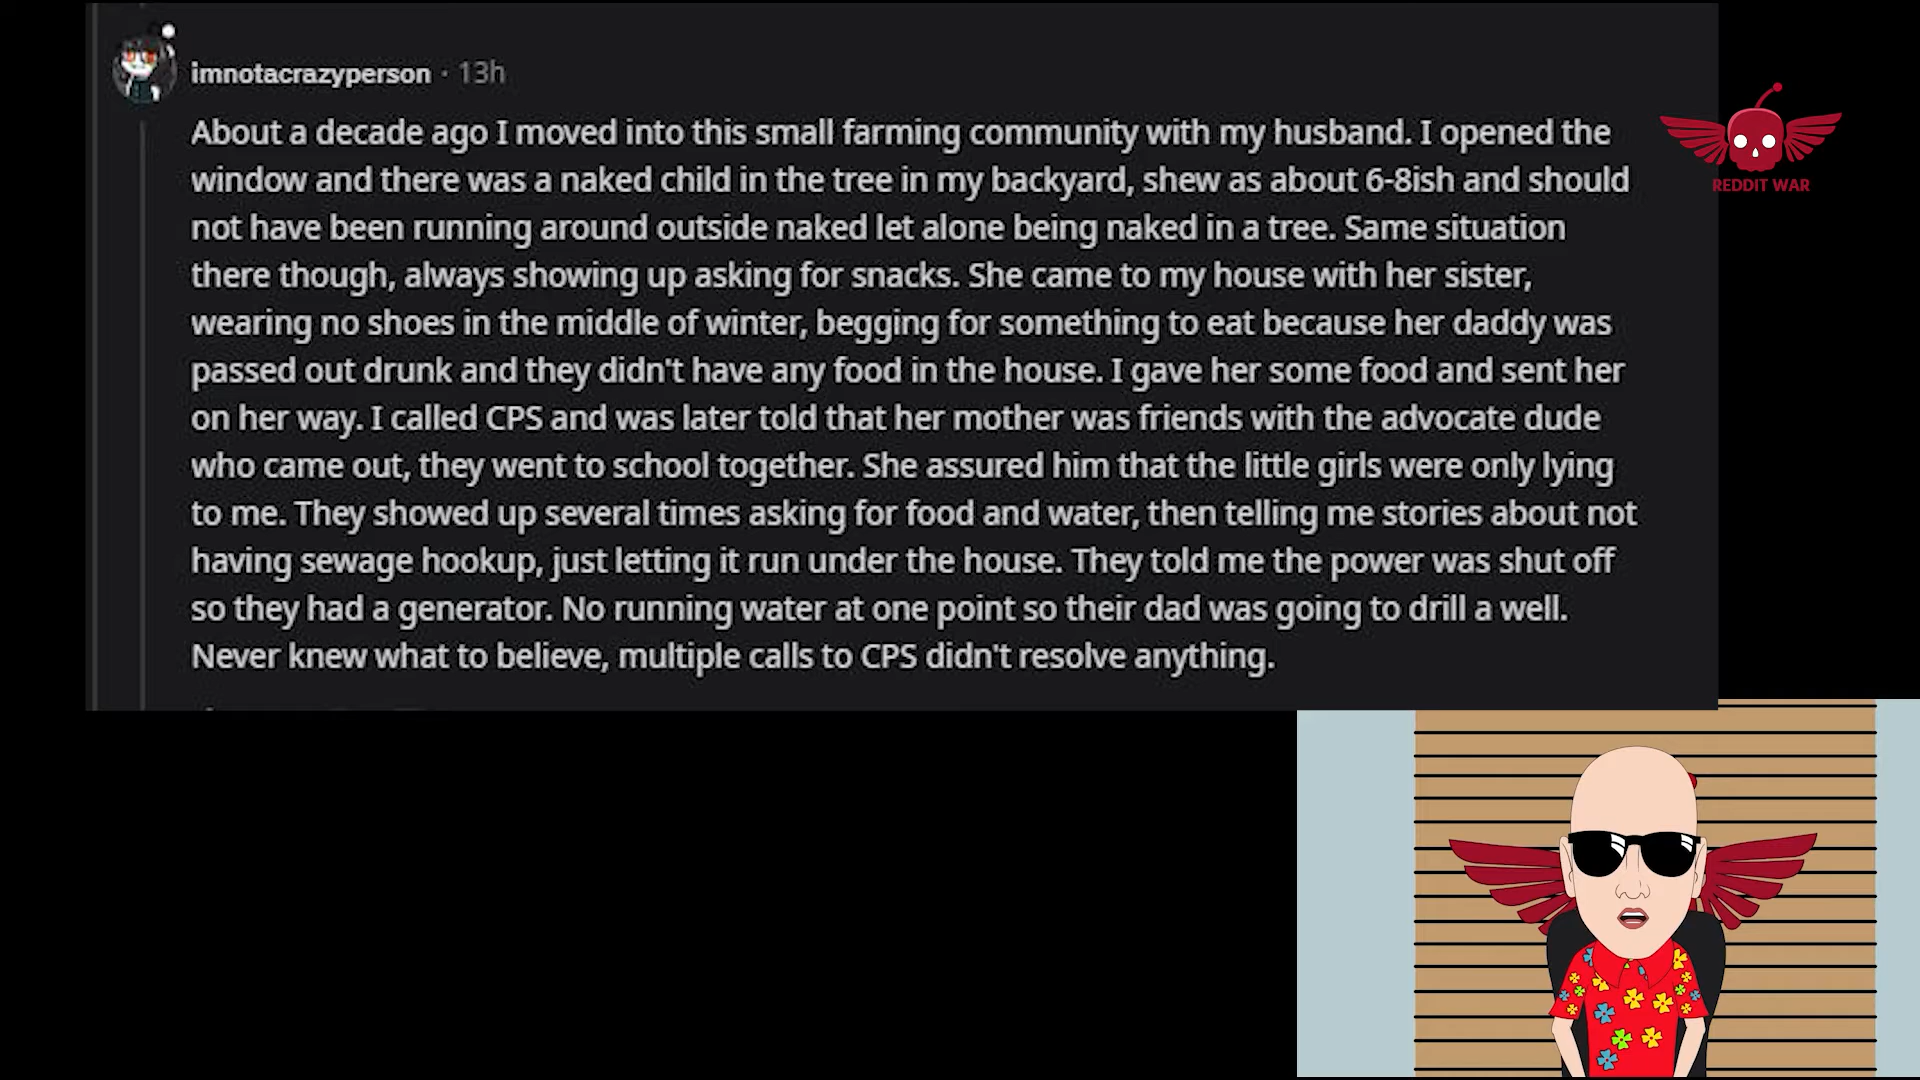 imnotacrazyperson · 13h
About a decade ago I moved into this small farming community with my husband. I opened the
window and there was a naked child in the tree in my backyard, shew as about 6-8ish and should
not have been running around outside naked let alone being naked in a tree. Same situation
there though, always showing up asking for snacks. She came to my house with her sister,
wearing no shoes in the middle of winter, begging for something to eat because her daddy was
passed out drunk and they didn't have any food in the house. I gave her some food and sent her
on her way. I called CPS and was later told that her mother was friends with the advocate dude
who came out, they went to school together. She assured him that the little girls were only lying
to me. They showed up several times asking for food and water, then telling me stories about not
having sewage hookup, just letting it run under the house. They told me the power was shut off
so they had a generator. No running water at one point so their dad was going to drill a well.
Never knew what to believe, multiple calls to CPS didn't resolve anything.
REDDIT WAR